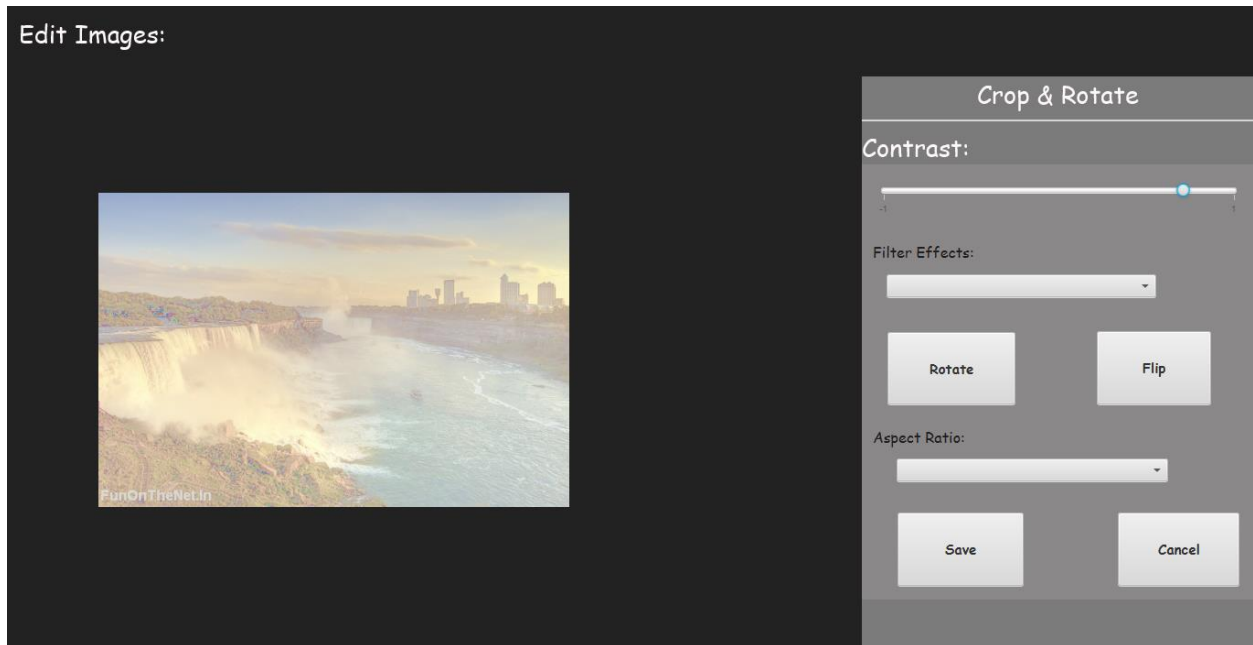 Edit Images:
Crop & Rotate
Contrast:
-1 1
Filter Effects:
Rotate Flip
Aspect Ratio:
FunOnTheNet.In
Save Cancel